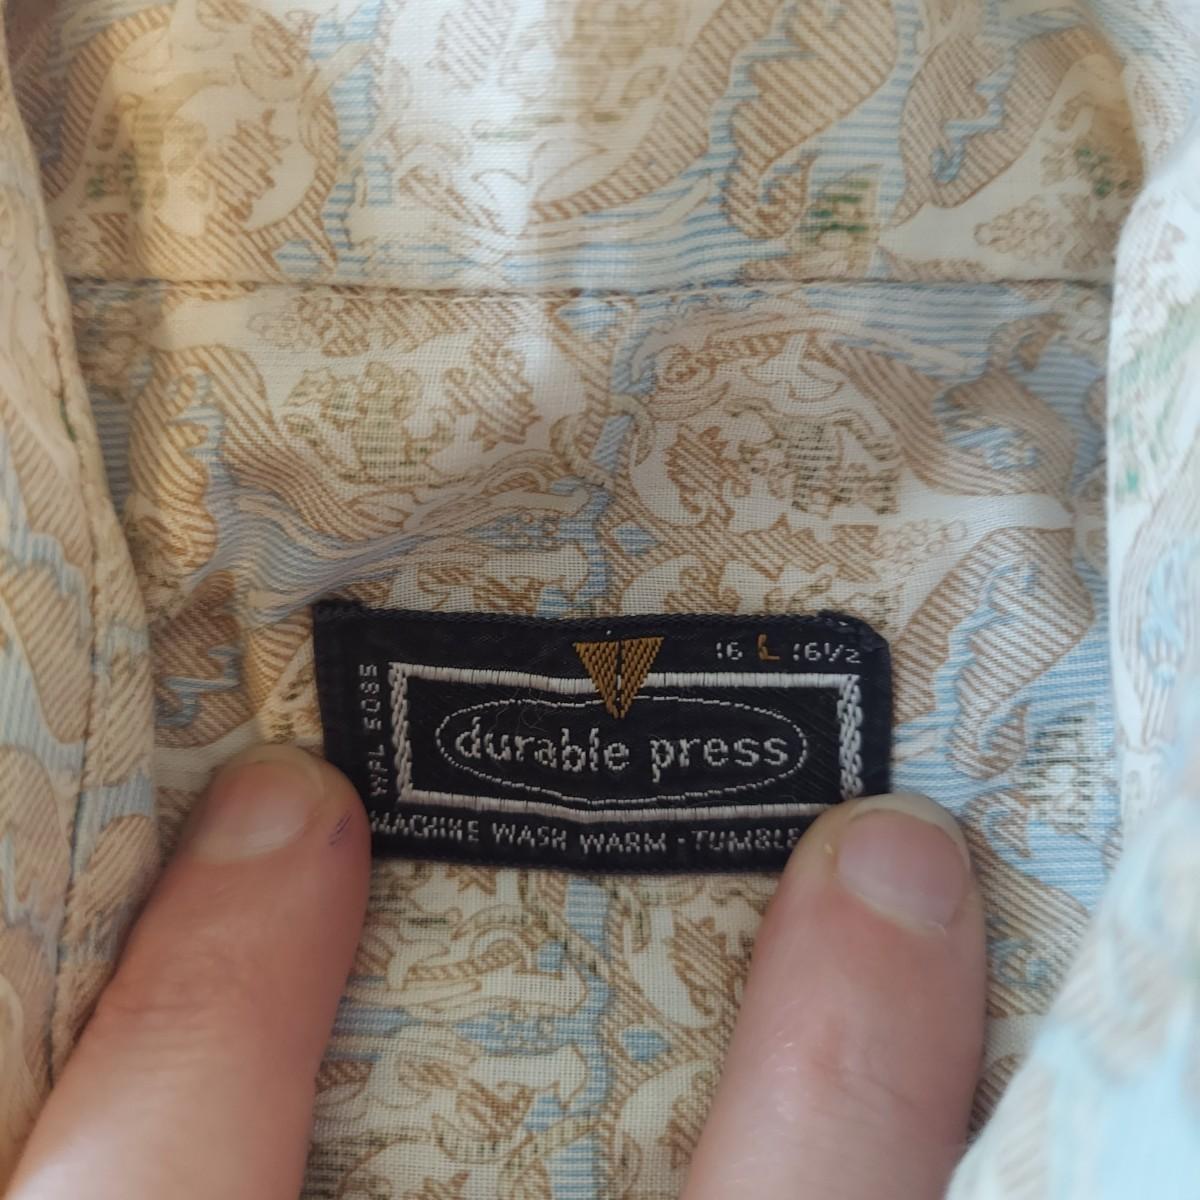 16 L 16½
WPL 5085
durable press
MACHINE WASH WARM - TUMBLE